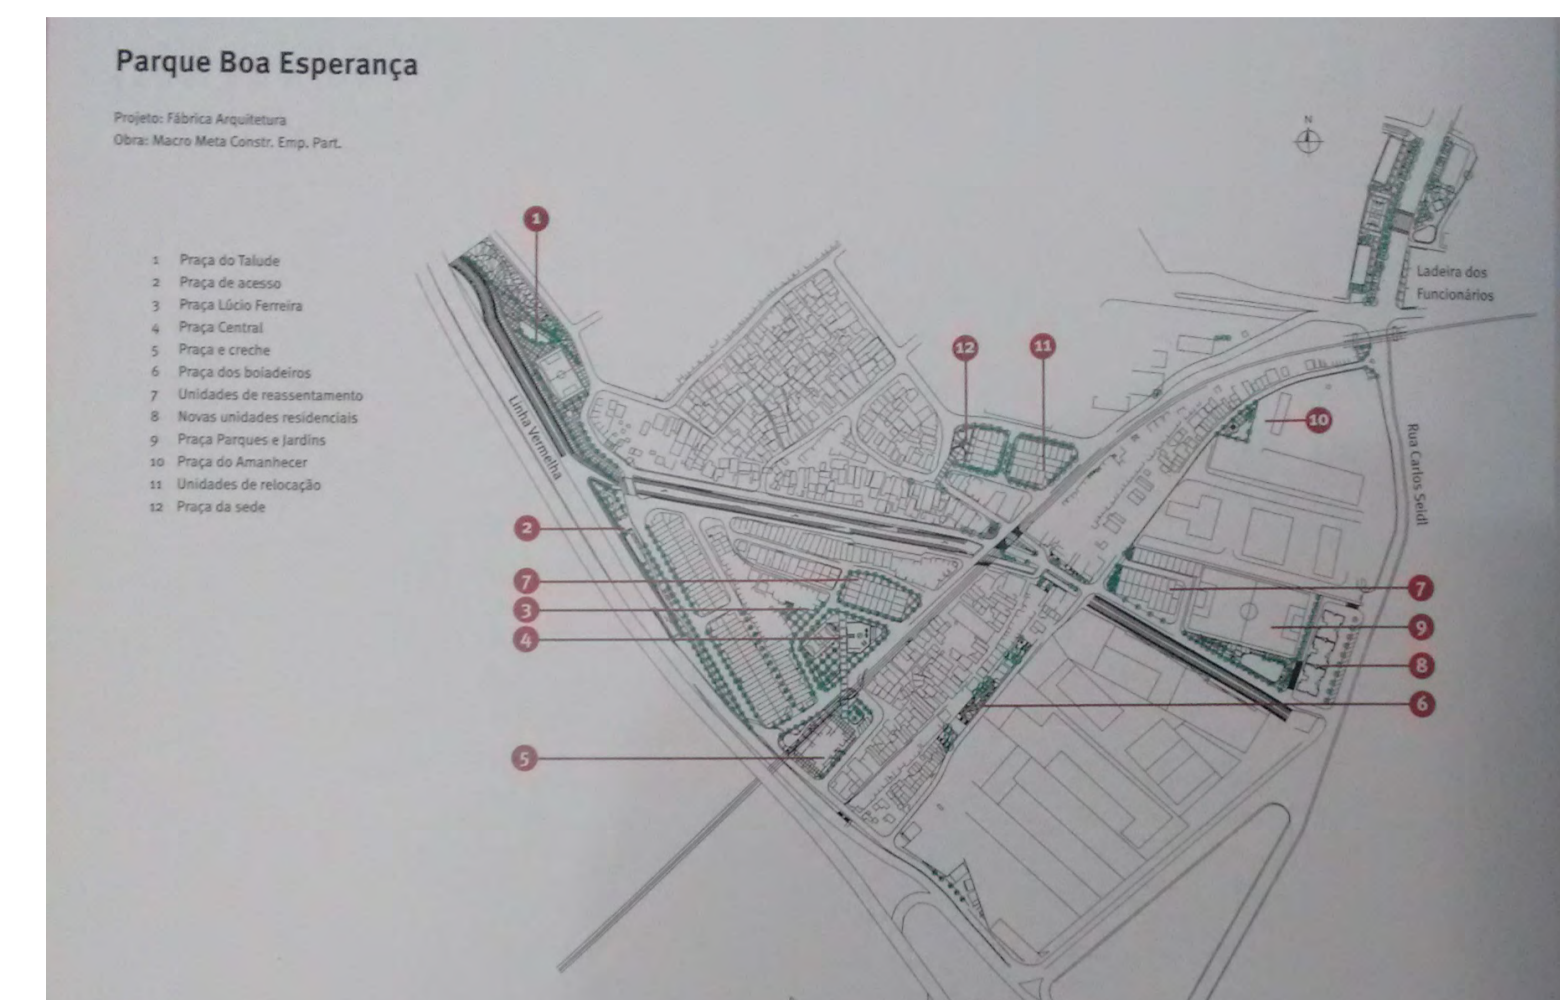 Parque Boa Esperança
Projeto: Fábrica Arquitetura
Obra: Macro Meta Constr. Emp. Part.
1 Praça do Talude
2 Praça de acesso
3 Praça Lúcio Ferreira
4 Praça Central
5 Praça e creche
6 Praça dos boiadeiros
7 Unidades de reassentamento
8 Novas unidades residenciais
9 Praça Parques e Jardins
10 Praça do Amanhecer
11 Unidades de relocação
12 Praça da sede
N
1
Ladeira dos
Funcionários
12
11
Linha Vermelha
10
Rua Carlos Seidl
2
7
7
3
9
4
8
6
5